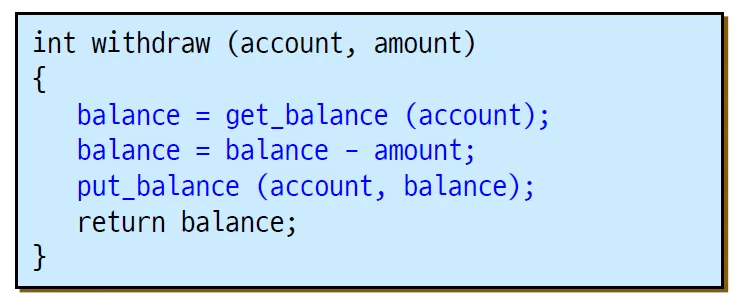 int withdraw (account, amount)
{
balance = get_balance (account);
balance = balance - amount;
put_balance (account, balance);
return balance;
}